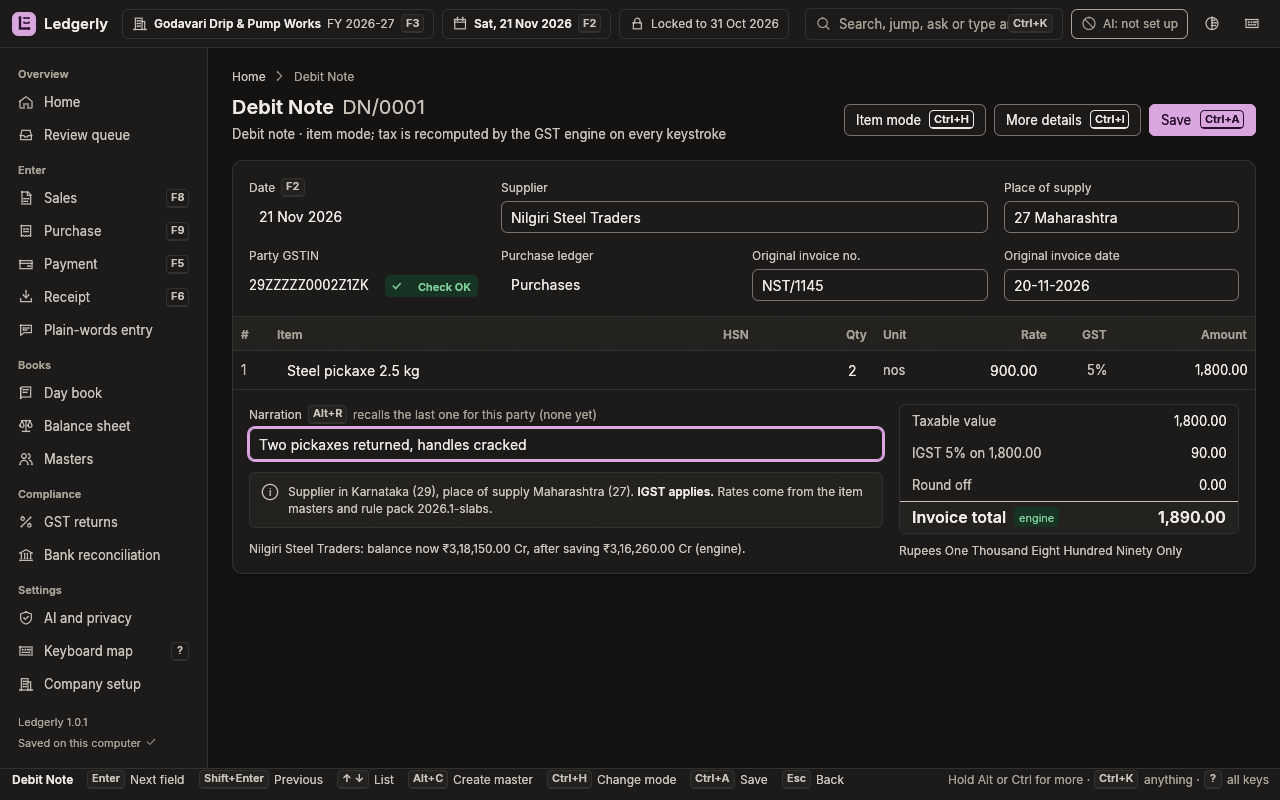 Ledgerly
Godavari Drip & Pump Works FY 2026-27 F3
Sat, 21 Nov 2026 F2
Locked to 31 Oct 2026
Search, jump, ask or type a Ctrl+K
AI: not set up
Overview
Home
Review queue
Enter
Sales F8
Purchase F9
Payment F5
Receipt F6
Plain-words entry
Books
Day book
Balance sheet
Masters
Compliance
GST returns
Bank reconciliation
Settings
AI and privacy
Keyboard map ?
Company setup
Ledgerly 1.0.1
Saved on this computer
Home Debit Note
Debit Note DN/0001
Debit note · item mode; tax is recomputed by the GST engine on every keystroke
Item mode Ctrl+H
More details Ctrl+I
Save Ctrl+A
Date F2
21 Nov 2026
Supplier
Nilgiri Steel Traders
Place of supply
27 Maharashtra
Party GSTIN
29ZZZZZ0002Z1ZK Check OK
Purchase ledger
Purchases
Original invoice no.
NST/1145
Original invoice date
20-11-2026
# Item HSN Qty Unit Rate GST Amount
1 Steel pickaxe 2.5 kg 2 nos 900.00 5% 1,800.00
Narration Alt+R recalls the last one for this party (none yet)
Two pickaxes returned, handles cracked
Supplier in Karnataka (29), place of supply Maharashtra (27). IGST applies. Rates come from the item
masters and rule pack 2026.1-slabs.
Nilgiri Steel Traders: balance now ₹3,18,150.00 Cr, after saving ₹3,16,260.00 Cr (engine).
Taxable value 1,800.00
IGST 5% on 1,800.00 90.00
Round off 0.00
Invoice total engine 1,890.00
Rupees One Thousand Eight Hundred Ninety Only
Debit Note Enter Next field Shift+Enter Previous ↑ ↓ List Alt+C Create master Ctrl+H Change mode Ctrl+A Save Esc Back
Hold Alt or Ctrl for more · Ctrl+K anything · ? all keys